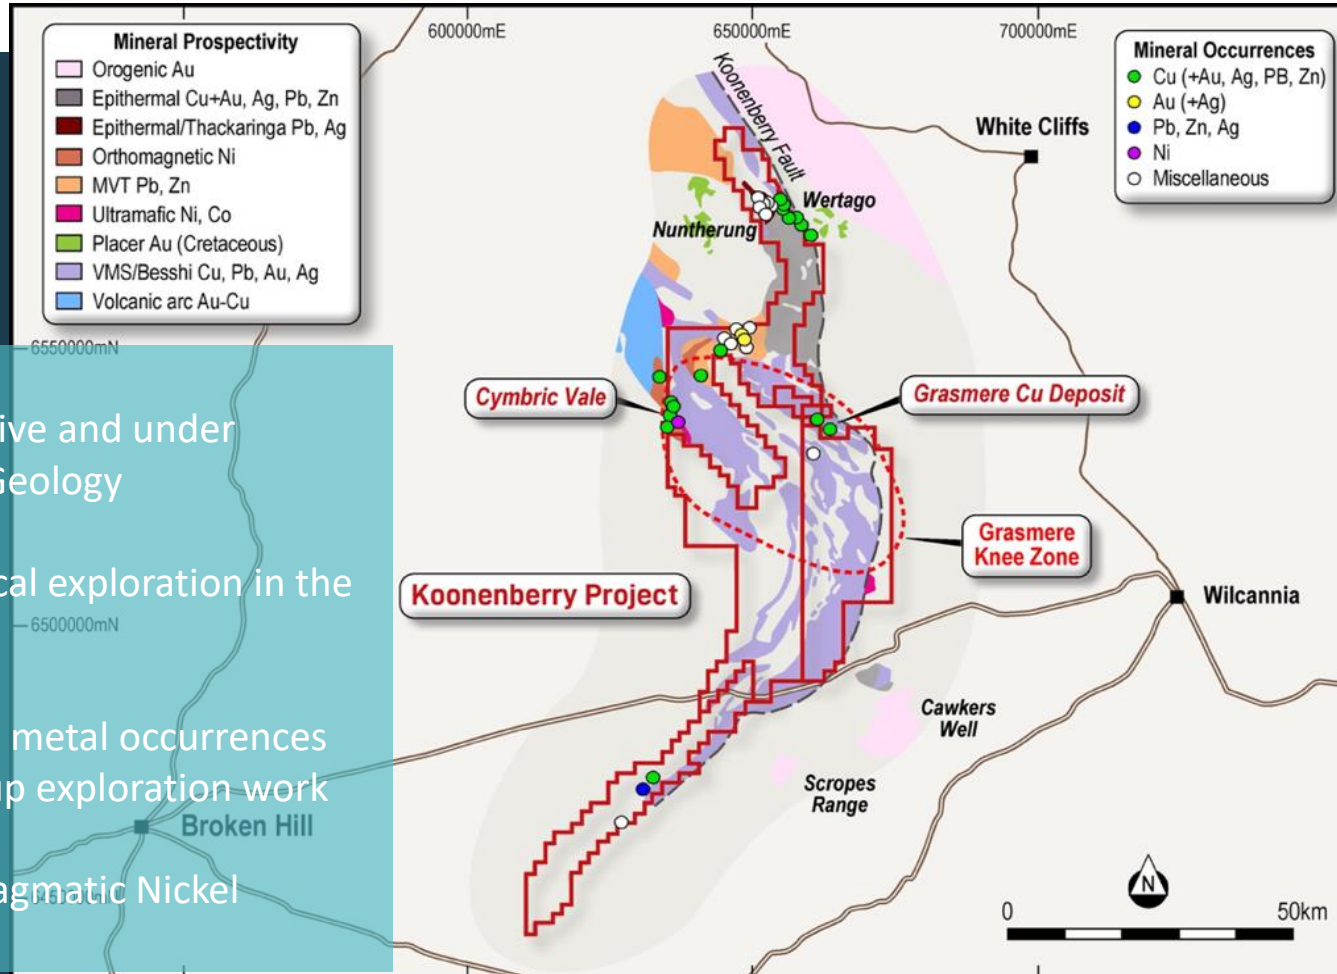 Mineral Prospectivity
Orogenic Au
Epithermal Cu+Au, Ag, Pb, Zn
Epithermal/Thackaringa Pb, Ag
Orthomagnetic Ni
MVT Pb, Zn
Ultramafic Ni, Co
Placer Au (Cretaceous)
VMS/Besshi Cu, Pb, Au, Ag
Volcanic arc Au-Cu
600000mE
650000mE
700000mE
Mineral Occurrences
Cu (+Au, Ag, PB, Zn)
Au (+Ag)
Pb, Zn, Ag
Ni
Miscellaneous
Koonenberry Fault
White Cliffs
Wertago
Nuntherung
6550000mN
Cymbric Vale
Grasmere Cu Deposit
ive and under
Geology
Grasmere
Knee Zone
cal exploration in the
Koonenberry Project
Wilcannia
6500000mN
metal occurrences
up exploration work
Cawkers
Well
Scropes
Range
Broken Hill
agmatic Nickel
N
0
50km